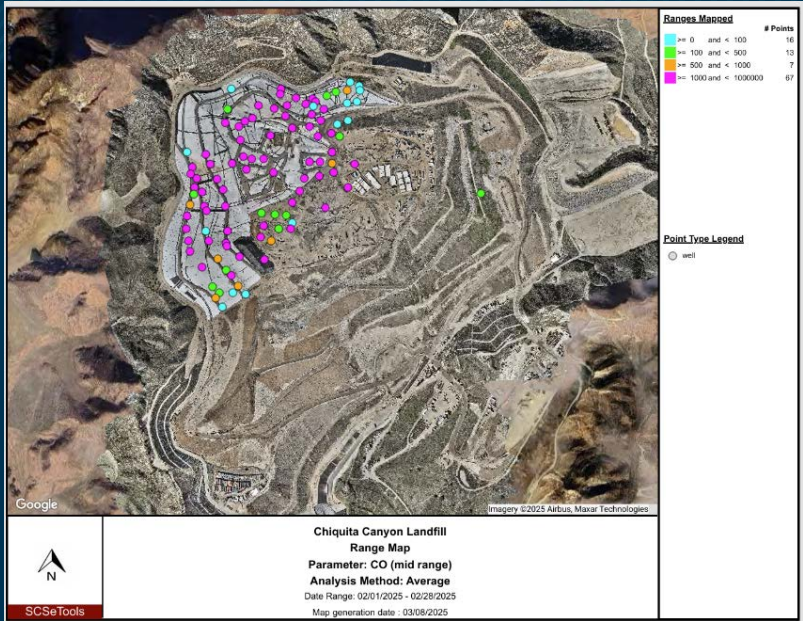 Ranges Mapped
# Points
>= 0 and < 100 16
>= 100 and < 500 13
>= 500 and < 1000 7
>= 1000 and < 1000000 67
Point Type Legend
well
Google
Imagery ©2025 Airbus, Maxar Technologies
N
SCSeTools
Chiquita Canyon Landfill
Range Map
Parameter: CO (mid range)
Analysis Method: Average
Date Range: 02/01/2025 - 02/28/2025
Map generation date : 03/08/2025